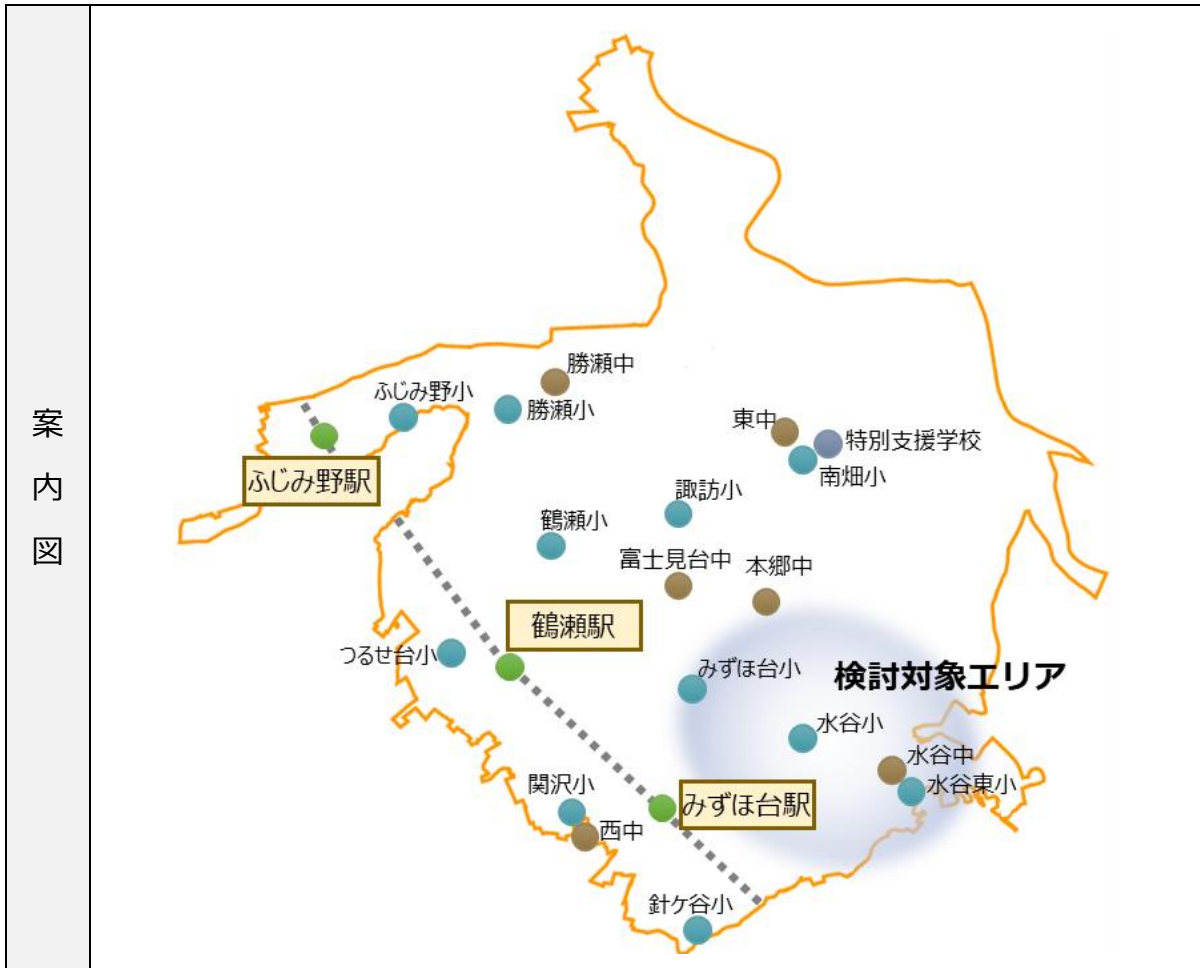 案内図
勝瀬中
ふじみ野小
勝瀬小
東中
特別支援学校
南畑小
ふじみ野駅
諏訪小
鶴瀬小
富士見台中
本郷中
鶴瀬駅
つるせ台小
みずほ台小
検討対象エリア
水谷小
水谷中
水谷東小
関沢小
みずほ台駅
西中
針ケ谷小